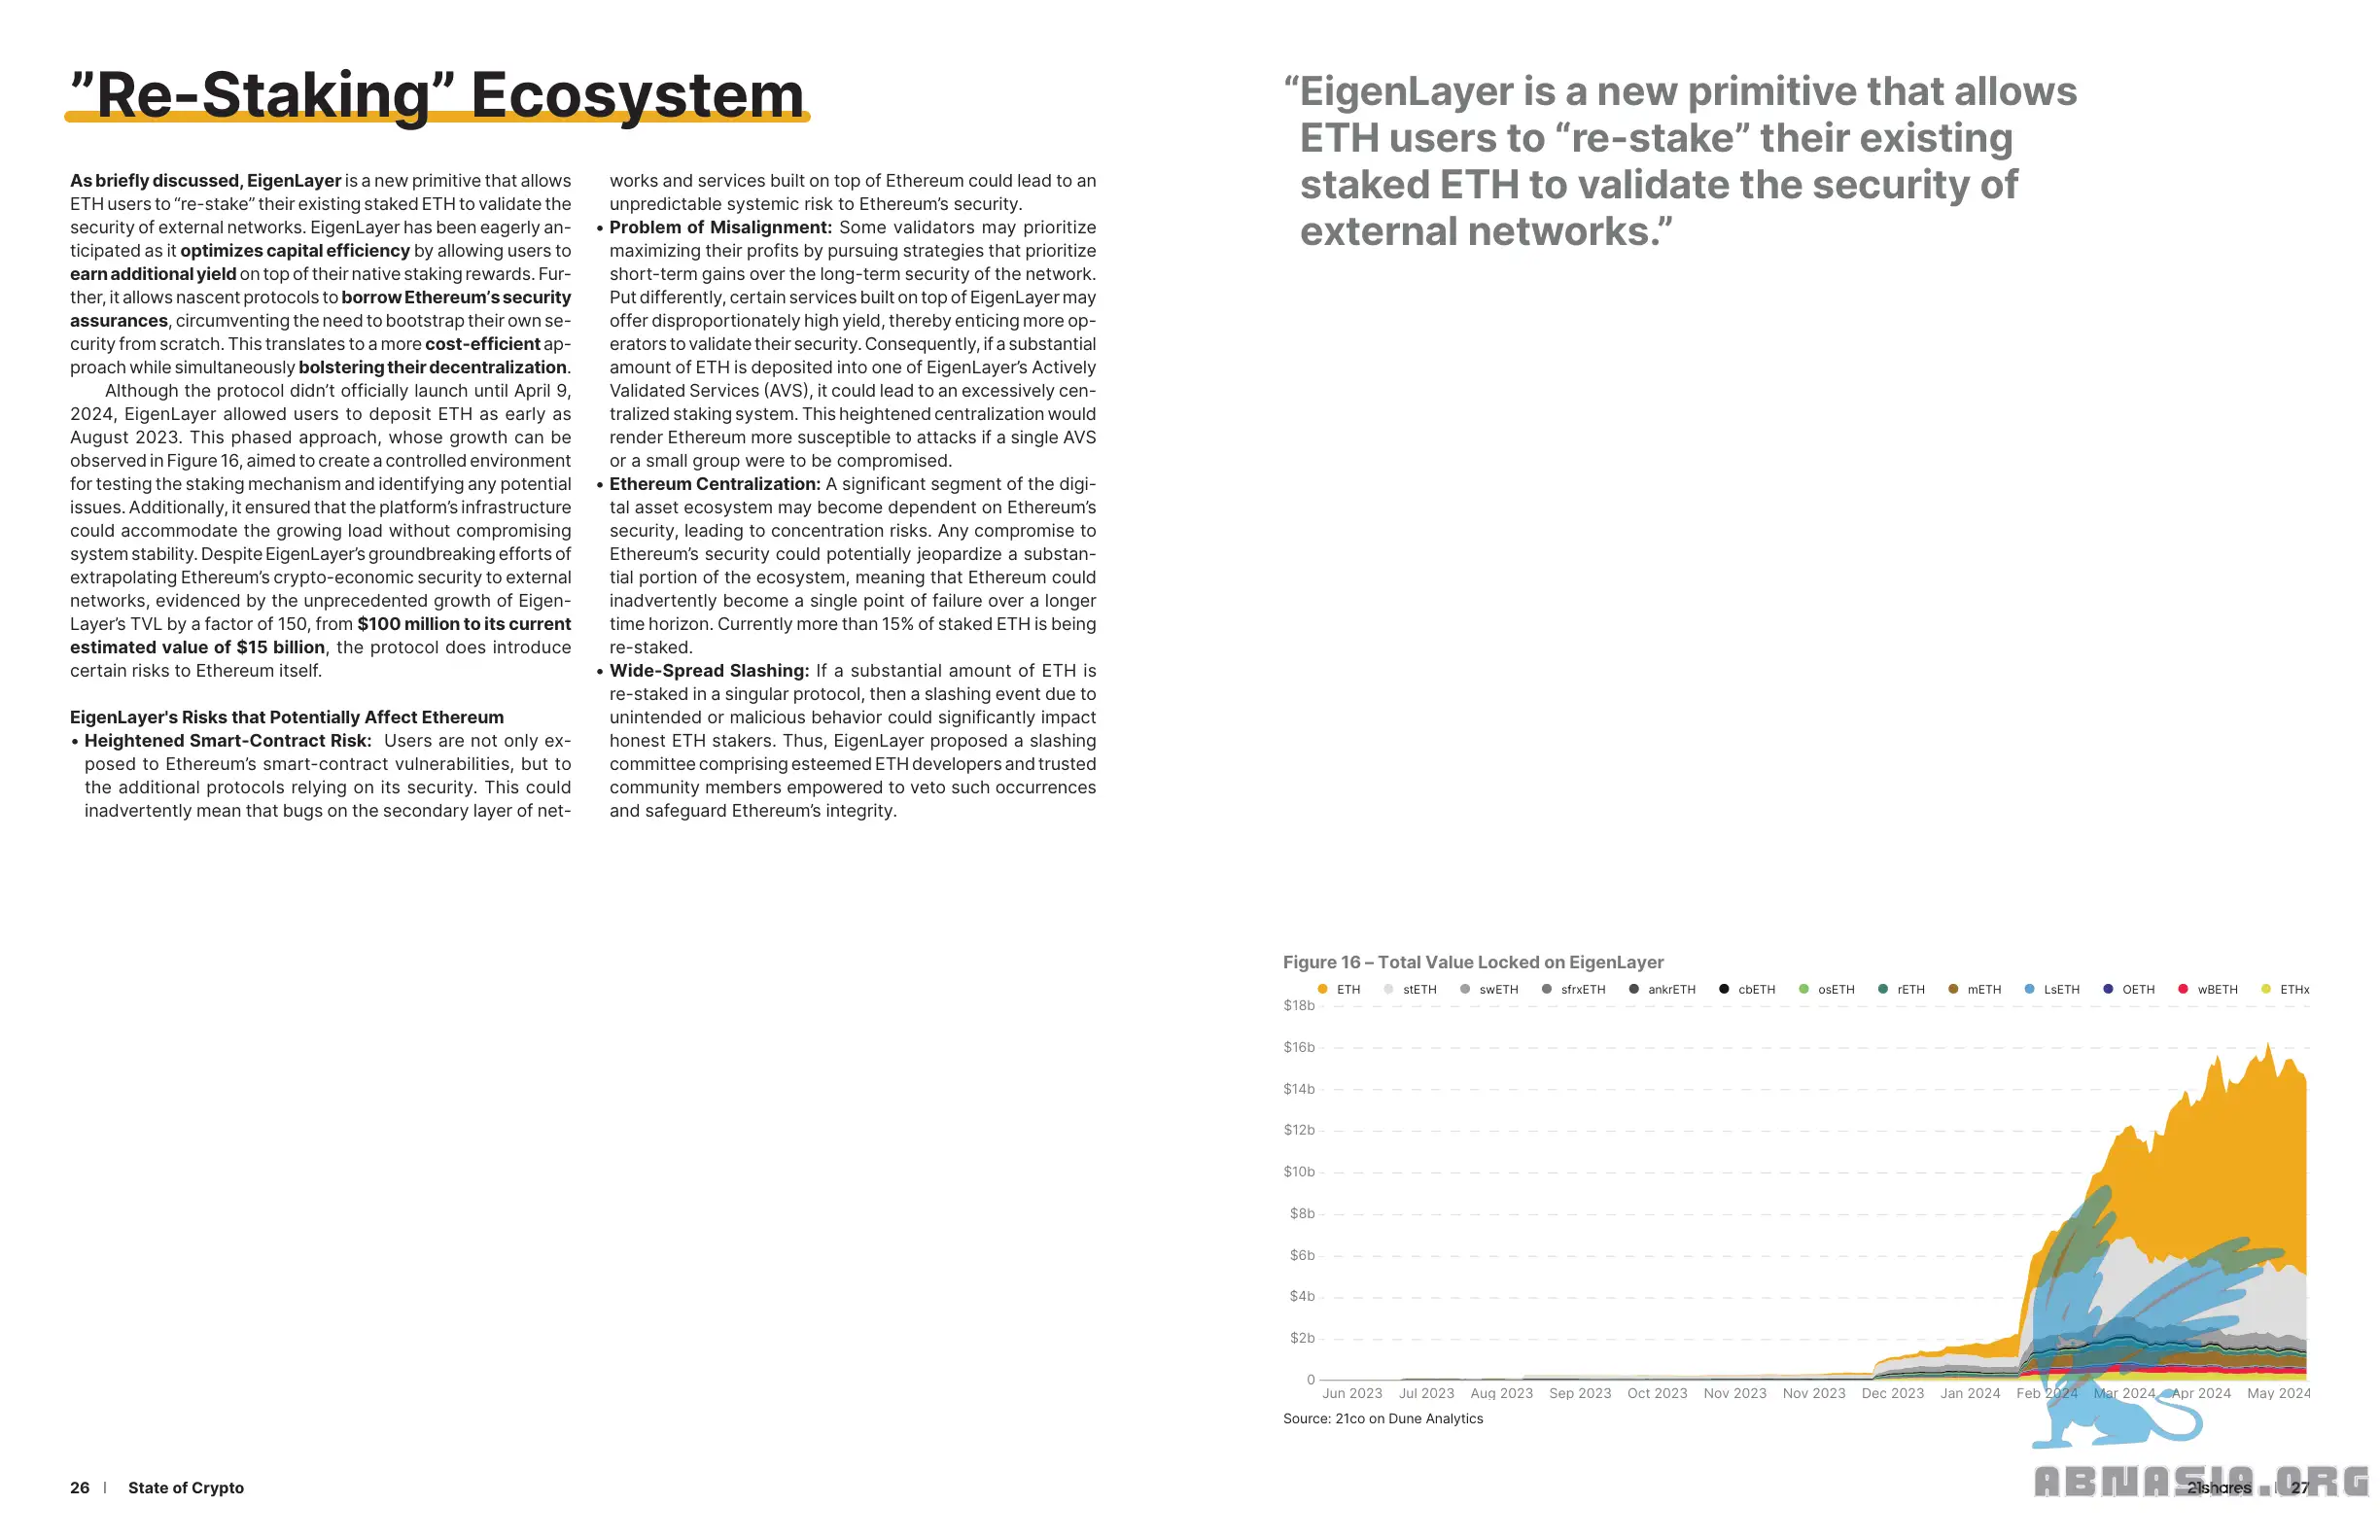 ”Re-Staking” Ecosystem
As briefly discussed, EigenLayer is a new primitive that allows
ETH users to “re-stake” their existing staked ETH to validate the
security of external networks. EigenLayer has been eagerly an-
ticipated as it optimizes capital efficiency by allowing users to
earn additional yield on top of their native staking rewards. Fur-
ther, it allows nascent protocols to borrow Ethereum’s security
assurances, circumventing the need to bootstrap their own se-
curity from scratch. This translates to a more cost-efficient ap-
proach while simultaneously bolstering their decentralization.
Although the protocol didn’t officially launch until April 9,
2024, EigenLayer allowed users to deposit ETH as early as
August 2023. This phased approach, whose growth can be
observed in Figure 16, aimed to create a controlled environment
for testing the staking mechanism and identifying any potential
issues. Additionally, it ensured that the platform’s infrastructure
could accommodate the growing load without compromising
system stability. Despite EigenLayer’s groundbreaking efforts of
extrapolating Ethereum’s crypto-economic security to external
networks, evidenced by the unprecedented growth of Eigen-
Layer’s TVL by a factor of 150, from $100 million to its current
estimated value of $15 billion, the protocol does introduce
certain risks to Ethereum itself.
EigenLayer's Risks that Potentially Affect Ethereum
• Heightened Smart-Contract Risk: Users are not only ex-
posed to Ethereum’s smart-contract vulnerabilities, but to
the additional protocols relying on its security. This could
inadvertently mean that bugs on the secondary layer of net-
works and services built on top of Ethereum could lead to an
unpredictable systemic risk to Ethereum’s security.
• Problem of Misalignment: Some validators may prioritize
maximizing their profits by pursuing strategies that prioritize
short-term gains over the long-term security of the network.
Put differently, certain services built on top of EigenLayer may
offer disproportionately high yield, thereby enticing more op-
erators to validate their security. Consequently, if a substantial
amount of ETH is deposited into one of EigenLayer’s Actively
Validated Services (AVS), it could lead to an excessively cen-
tralized staking system. This heightened centralization would
render Ethereum more susceptible to attacks if a single AVS
or a small group were to be compromised.
• Ethereum Centralization: A significant segment of the digi-
tal asset ecosystem may become dependent on Ethereum’s
security, leading to concentration risks. Any compromise to
Ethereum’s security could potentially jeopardize a substan-
tial portion of the ecosystem, meaning that Ethereum could
inadvertently become a single point of failure over a longer
time horizon. Currently more than 15% of staked ETH is being
re-staked.
• Wide-Spread Slashing: If a substantial amount of ETH is
re-staked in a singular protocol, then a slashing event due to
unintended or malicious behavior could significantly impact
honest ETH stakers. Thus, EigenLayer proposed a slashing
committee comprising esteemed ETH developers and trusted
community members empowered to veto such occurrences
and safeguard Ethereum’s integrity.
“EigenLayer is a new primitive that allows
ETH users to “re-stake” their existing
staked ETH to validate the security of
external networks.”
Figure 16 – Total Value Locked on EigenLayer
ETH stETH swETH sfrxETH ankrETH cbETH osETH rETH mETH LsETH OETH wBETH ETHx
$18b
$16b
$14b
$12b
$10b
$8b
$6b
$4b
$2b
0
Jun 2023 Jul 2023 Aug 2023 Sep 2023 Oct 2023 Nov 2023 Nov 2023 Dec 2023 Jan 2024 Feb 2024 Mar 2024 Apr 2024 May 2024
Source: 21co on Dune Analytics
26 | State of Crypto
21shares | 27
ABNASIA.ORG